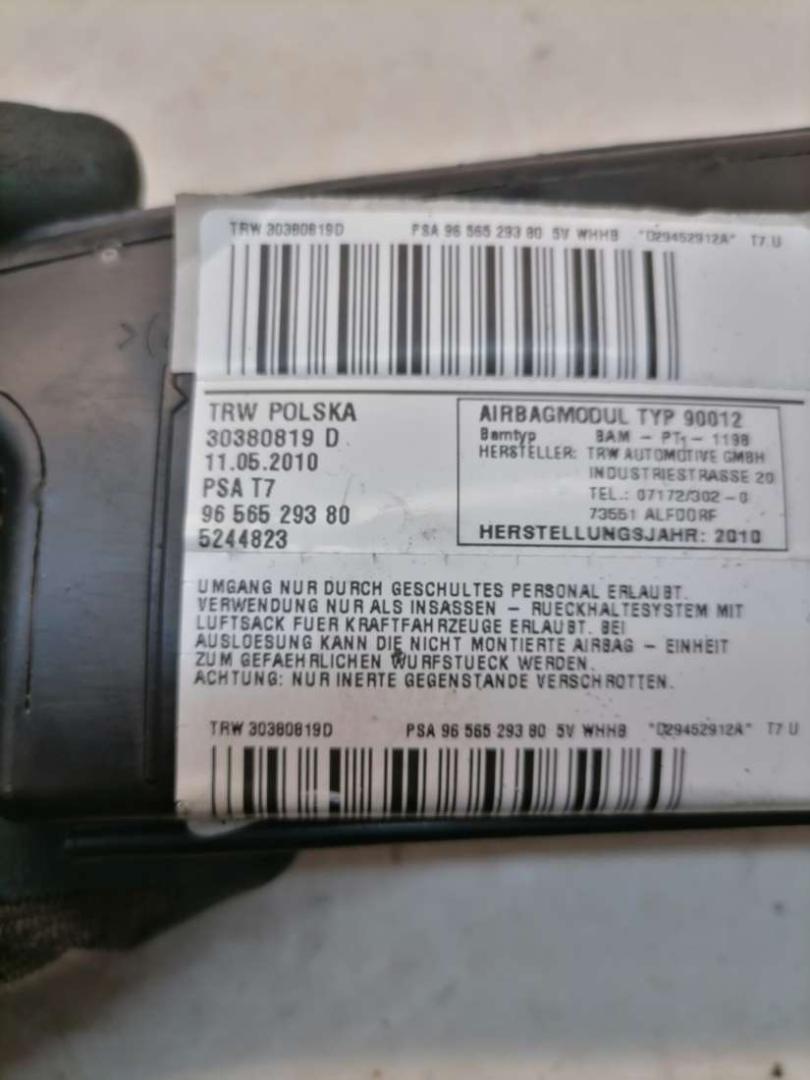 TRW 30380819D PSA 96 565 293 80 5V WHHB "D29452912A" T7 U
TRW POLSKA
30380819 D
11.05.2010
PSA T7
96 565 293 80
5244823
AIRBAGMODUL TYP 90012
Bamtyp BAM - PT1 - 1198
HERSTELLER: TRW AUTOMOTIVE GMBH
INDUSTRIESTRASSE 20
TEL.: 07172/302-0
73551 ALFDORF
HERSTELLUNGSJAHR: 2010
UMGANG NUR DURCH GESCHULTES PERSONAL ERLAUBT.
VERWENDUNG NUR ALS INSASSEN - RUECKHALTESYSTEM MIT
LUFTSACK FUER KRAFTFAHRZEUGE ERLAUBT. BEI
AUSLOESUNG KANN DIE NICHT MONTIERTE AIRBAG - EINHEIT
ZUM GEFAEHRLICHEN WURFSTUECK WERDEN.
ACHTUNG: NUR INERTE GEGENSTANDE VERSCHROTTEN.
TRW 30380819D PSA 96 565 293 80 5V WHHB "D29452912A" T7 U